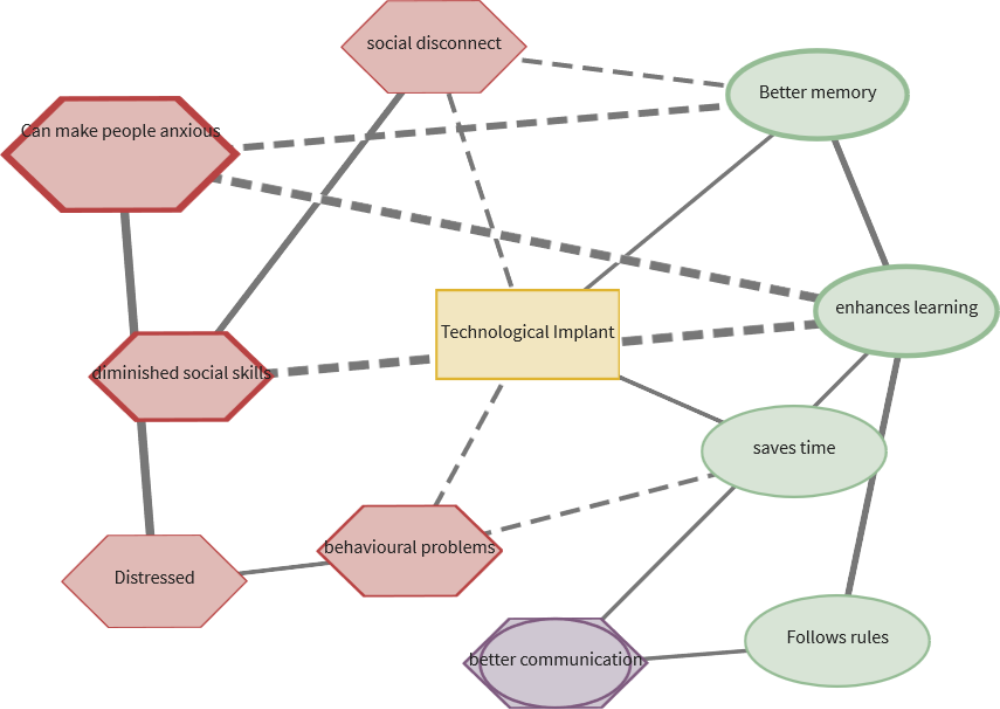 social disconnect
Better memory
Can make people anxious
enhances learning
Technological Implant
diminished social skills
saves time
behavioural problems
Distressed
Follows rules
better communication